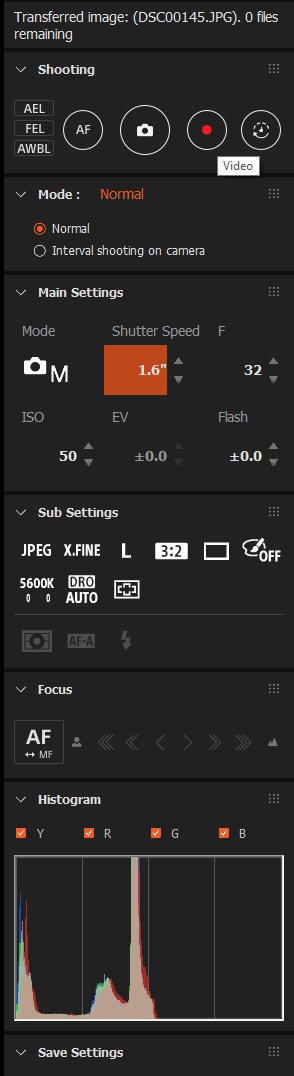 Transferred image: (DSC00145.JPG). 0 files
remaining
Shooting
AEL
FEL
AWBL
AF
Video
Mode : Normal
Normal
Interval shooting on camera
Main Settings
Mode Shutter Speed F
M 1.6" 32
ISO EV Flash
50 ±0.0 ±0.0
Sub Settings
JPEG X.FINE L 3:2 OFF
5600K DRO
0 0 AUTO
AF-A
Focus
AF
↔ MF
Histogram
Y R G B
Save Settings